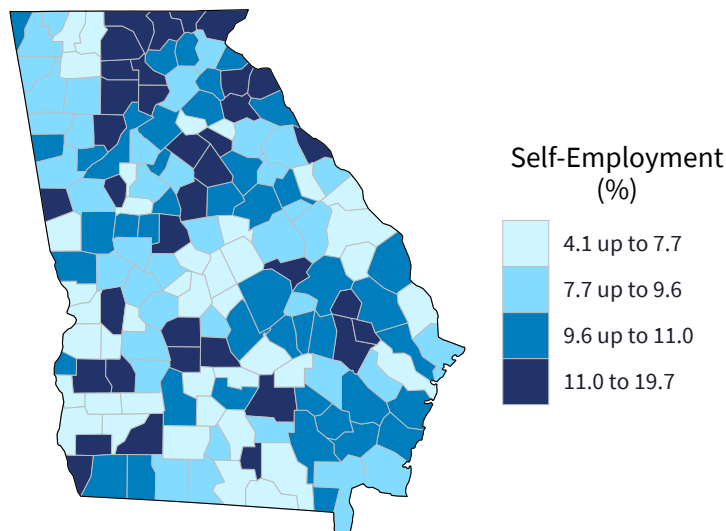 Self-Employment
(%)
4.1 up to 7.7
7.7 up to 9.6
9.6 up to 11.0
11.0 to 19.7